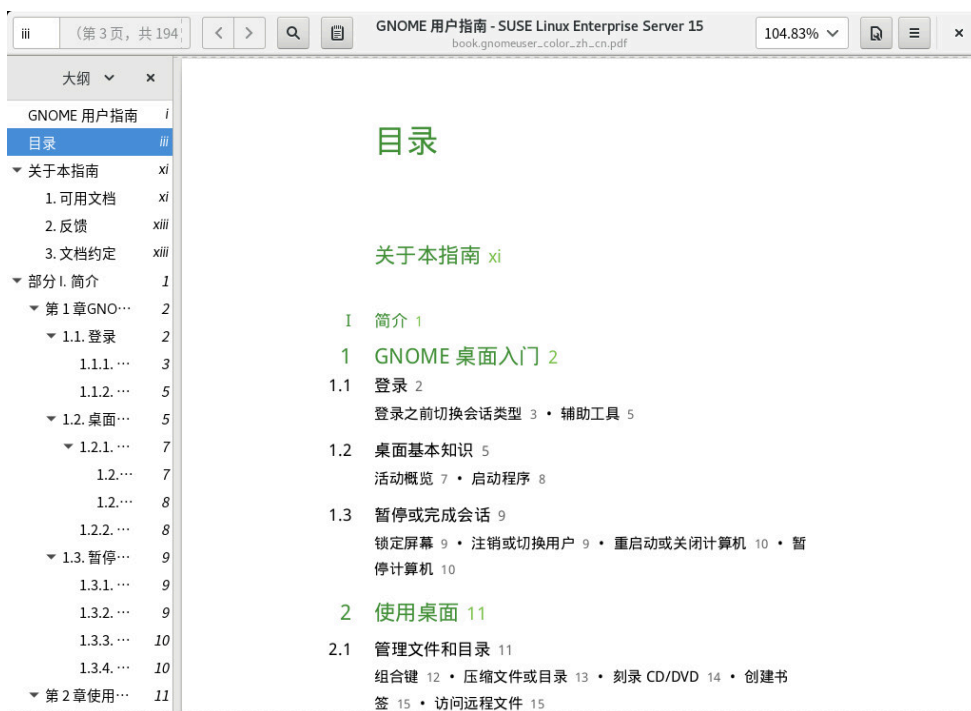 iii
（第 3 页，共 194
GNOME 用户指南 - SUSE Linux Enterprise Server 15
book.gnomeuser_color_zh_cn.pdf
104.83%
大纲
GNOME 用户指南 i
目录 iii
关于本指南 xi
1. 可用文档 xi
2. 反馈 xiii
3. 文档约定 xiii
部分 I. 简介 1
第 1 章GNO… 2
1.1. 登录 2
1.1.1. … 3
1.1.2. … 5
1.2. 桌面… 5
1.2.1. … 7
1.2.… 7
1.2.… 8
1.2.2. … 8
1.3. 暂停… 9
1.3.1. … 9
1.3.2. … 9
1.3.3. … 10
1.3.4. … 10
第 2 章使用… 11
目录
关于本指南 xi
I 简介 1
1 GNOME 桌面入门 2
1.1 登录 2
登录之前切换会话类型 3 • 辅助工具 5
1.2 桌面基本知识 5
活动概览 7 • 启动程序 8
1.3 暂停或完成会话 9
锁定屏幕 9 • 注销或切换用户 9 • 重启动或关闭计算机 10 • 暂
停计算机 10
2 使用桌面 11
2.1 管理文件和目录 11
组合键 12 • 压缩文件或目录 13 • 刻录 CD/DVD 14 • 创建书
签 15 • 访问远程文件 15